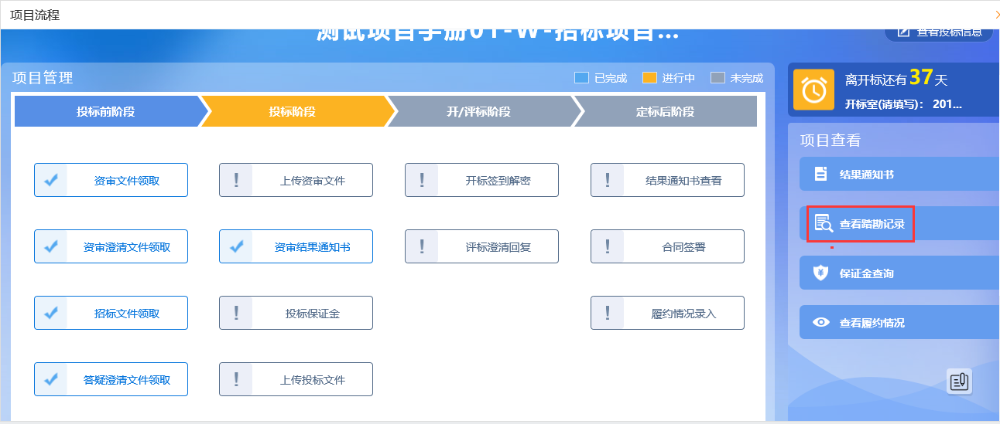 项目流程
测试项目手册01-W-招标项目...
查看投标信息
项目管理
已完成
进行中
未完成
投标前阶段
投标阶段
开/评标阶段
定标后阶段
资审文件领取
上传资审文件
开标签到解密
结果通知书查看
资审澄清文件领取
资审结果通知书
评标澄清回复
合同签署
招标文件领取
投标保证金
履约情况录入
答疑澄清文件领取
上传投标文件
离开标还有37天
开标室(请填写): 201...
项目查看
结果通知书
查看踏勘记录
保证金查询
查看履约情况